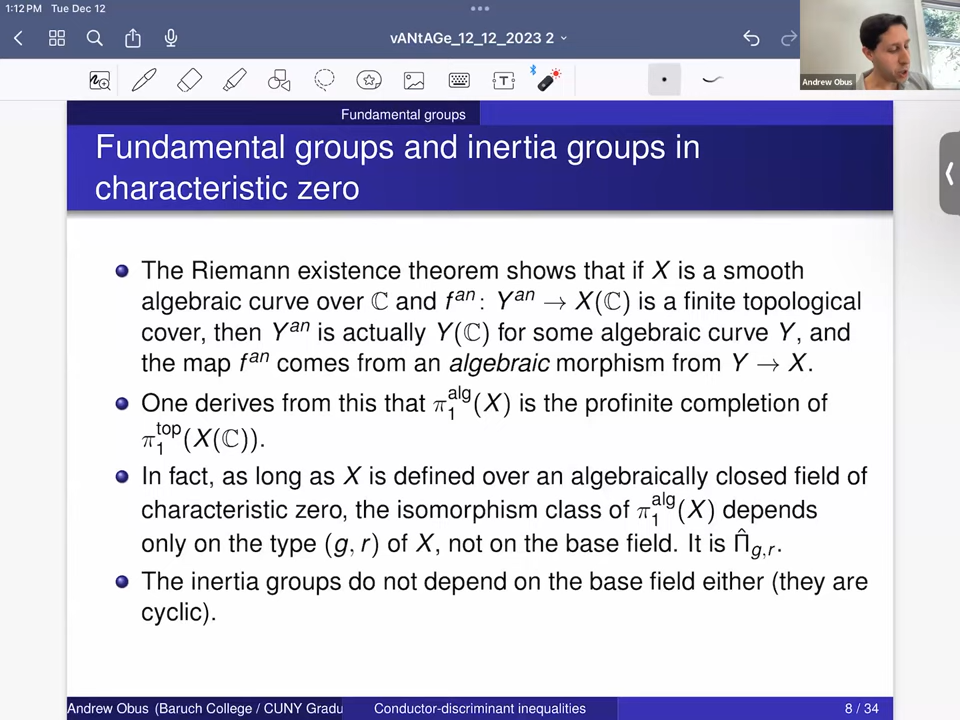 1:12 PM Tue Dec 12
vANtAGe_12_12_2023 2
Andrew Obus
Fundamental groups
Fundamental groups and inertia groups in
characteristic zero
The Riemann existence theorem shows that if X is a smooth
algebraic curve over ℂ and f^{an}: Y^{an} → X(ℂ) is a finite topological
cover, then Y^{an} is actually Y(ℂ) for some algebraic curve Y, and
the map f^{an} comes from an algebraic morphism from Y → X.
One derives from this that π_1^{alg}(X) is the profinite completion of
π_1^{top}(X(ℂ)).
In fact, as long as X is defined over an algebraically closed field of
characteristic zero, the isomorphism class of π_1^{alg}(X) depends
only on the type (g, r) of X, not on the base field. It is Π̂_{g,r}.
The inertia groups do not depend on the base field either (they are
cyclic).
Andrew Obus (Baruch College / CUNY Gradu
Conductor-discriminant inequalities
8 / 34